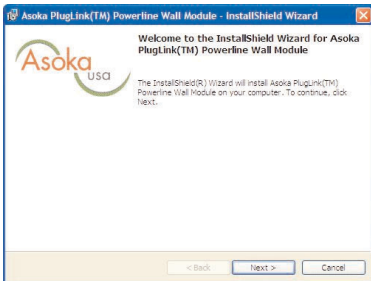 Asoka PlugLink(TM) Powerline Wall Module - InstallShield Wizard
Asoka
usa
Welcome to the InstallShield Wizard for Asoka
PlugLink(TM) Powerline Wall Module
The InstallShield(R) Wizard will install Asoka PlugLink(TM)
Powerline Wall Module on your computer. To continue, click
Next.
< Back
Next >
Cancel